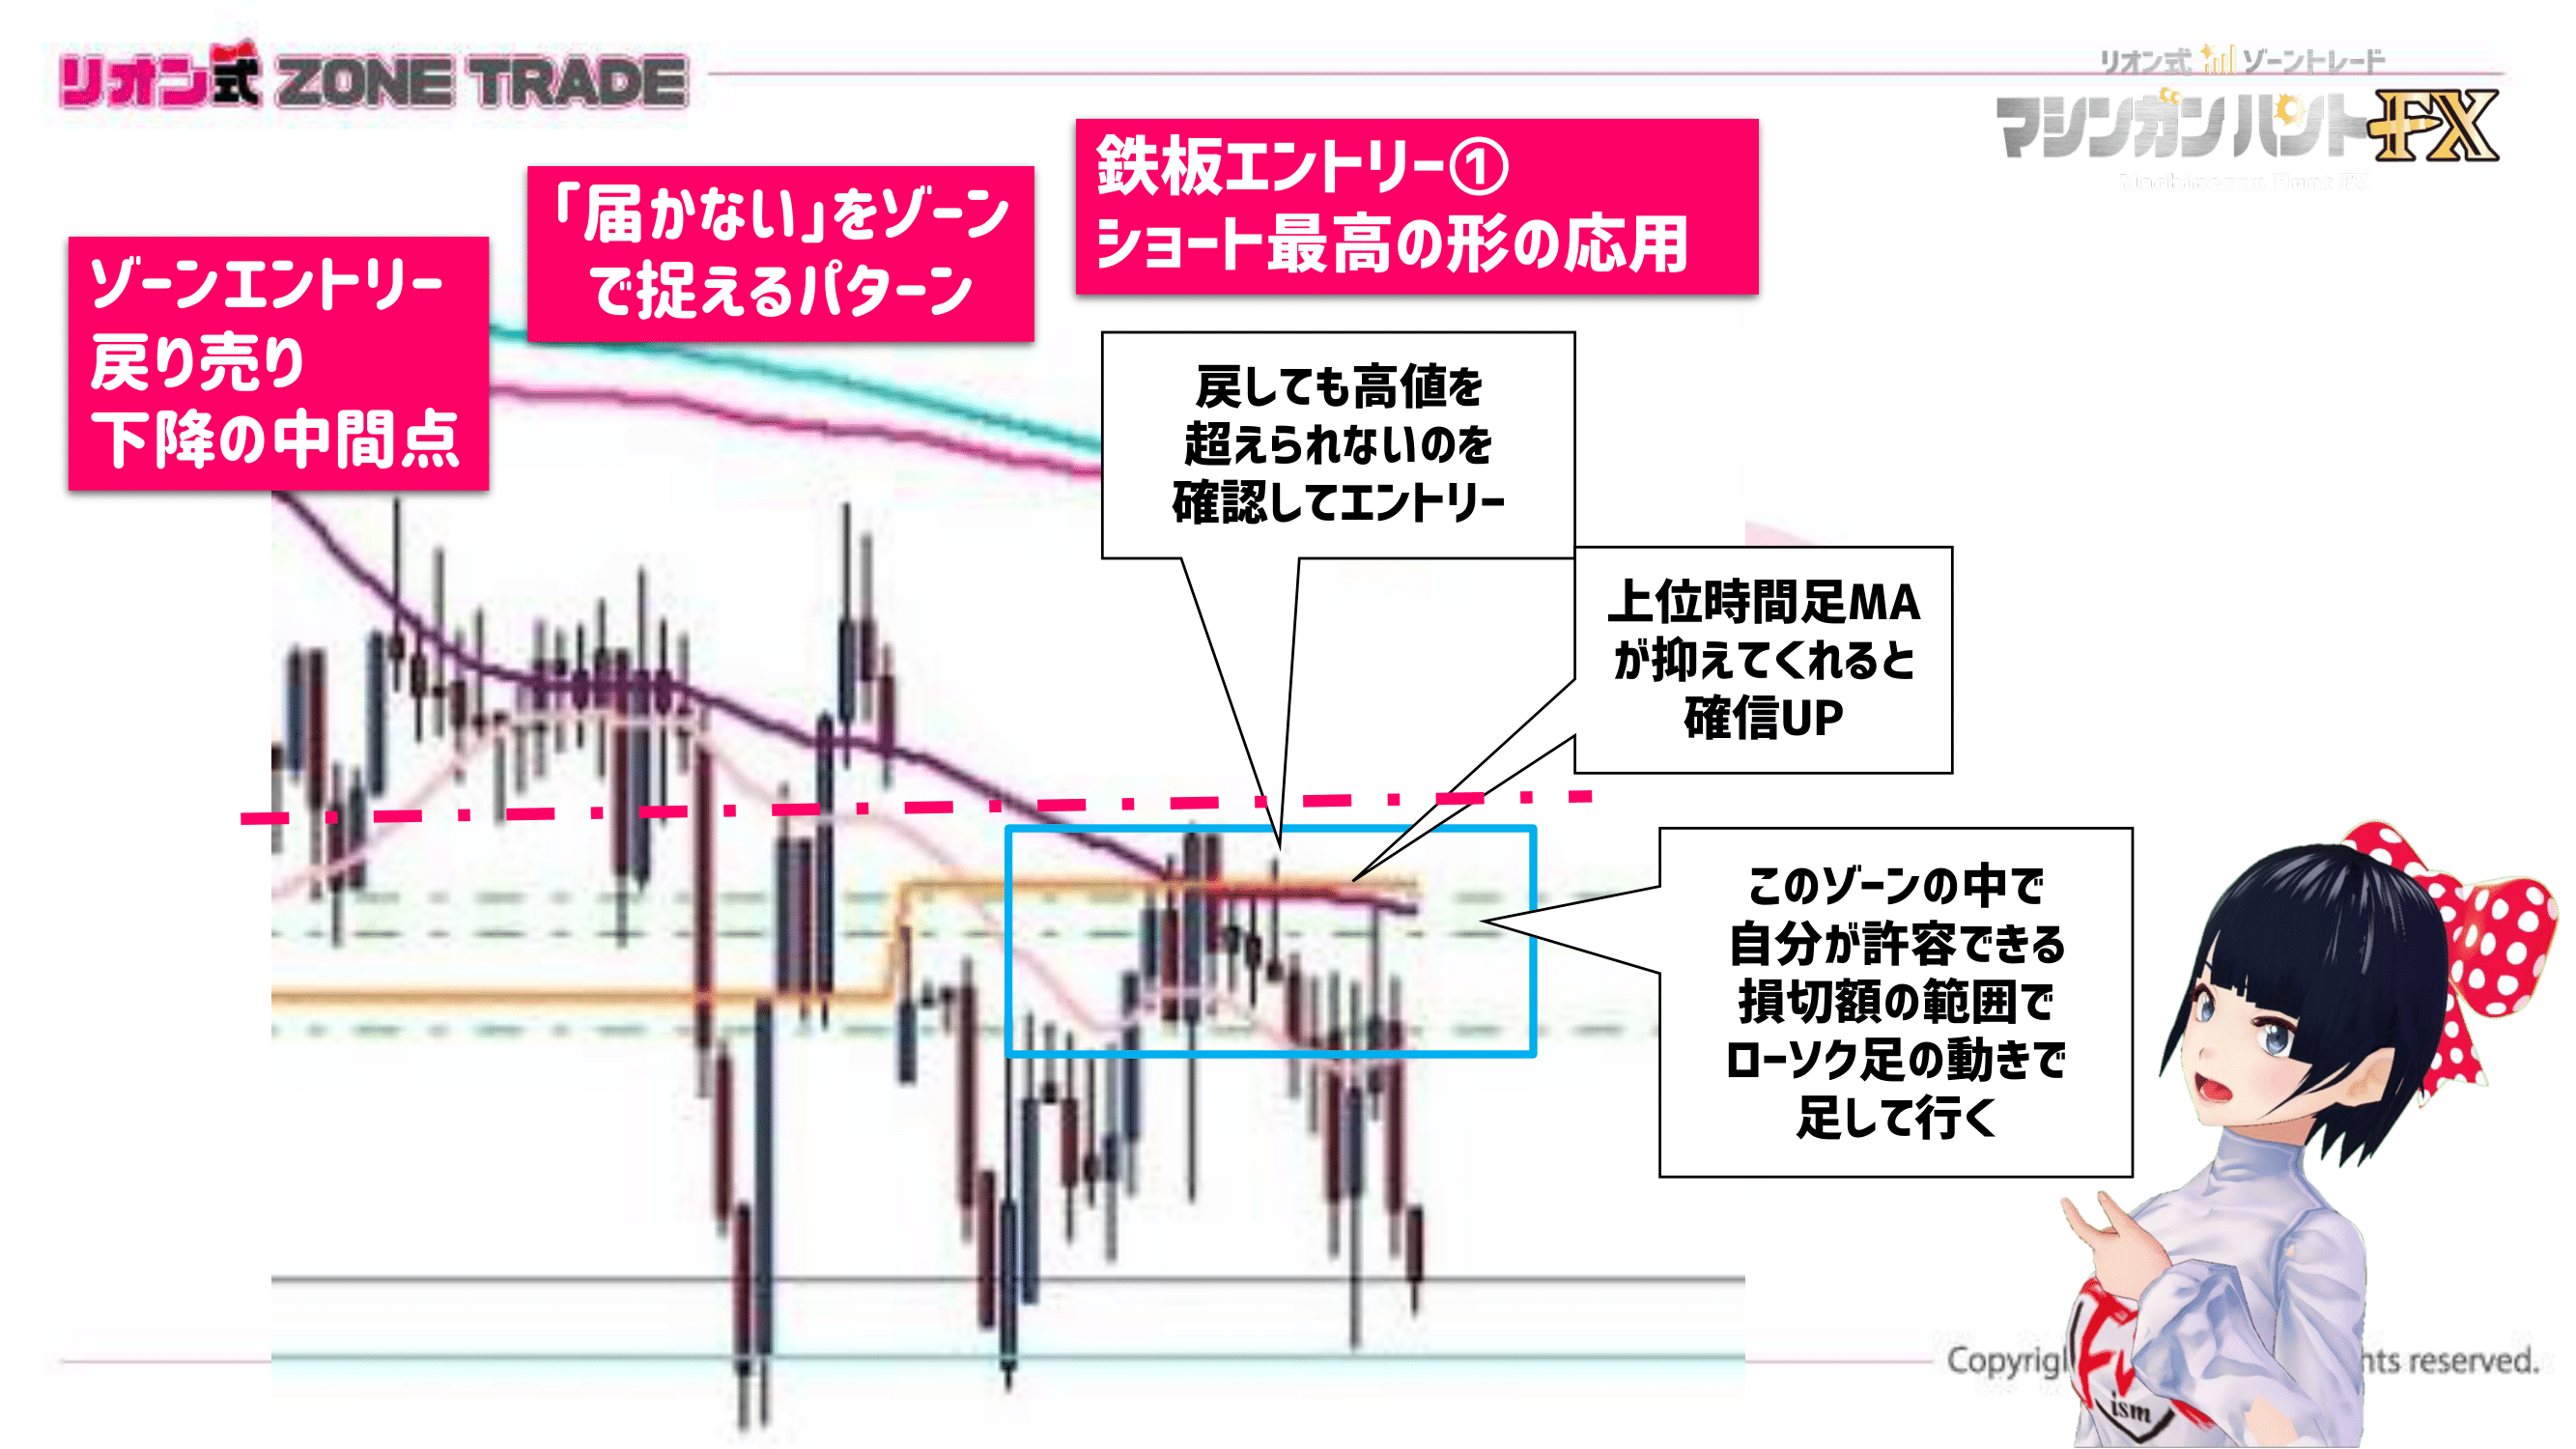 リオン式 ZONE TRADE
リオン式 ゾーントレード
マシンガンハントFX
Machinegun Hunt FX
鉄板エントリー①
ショート最高の形の応用
「届かない」をゾーン
で捉えるパターン
ゾーンエントリー
戻り売り
下降の中間点
戻しても高値を
超えられないのを
確認してエントリー
上位時間足MA
が抑えてくれると
確信UP
このゾーンの中で
自分が許容できる
損切額の範囲で
ローソク足の動きで
足して行く
ism
reserved.